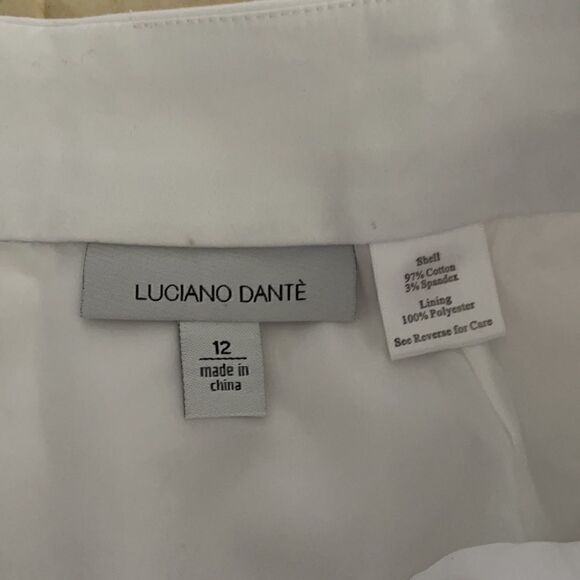 LUCIANO DANTÈ
12
made in
china
Shell
97% Cotton
3% Spandex
Lining
100% Polyester
See Reverse for Care